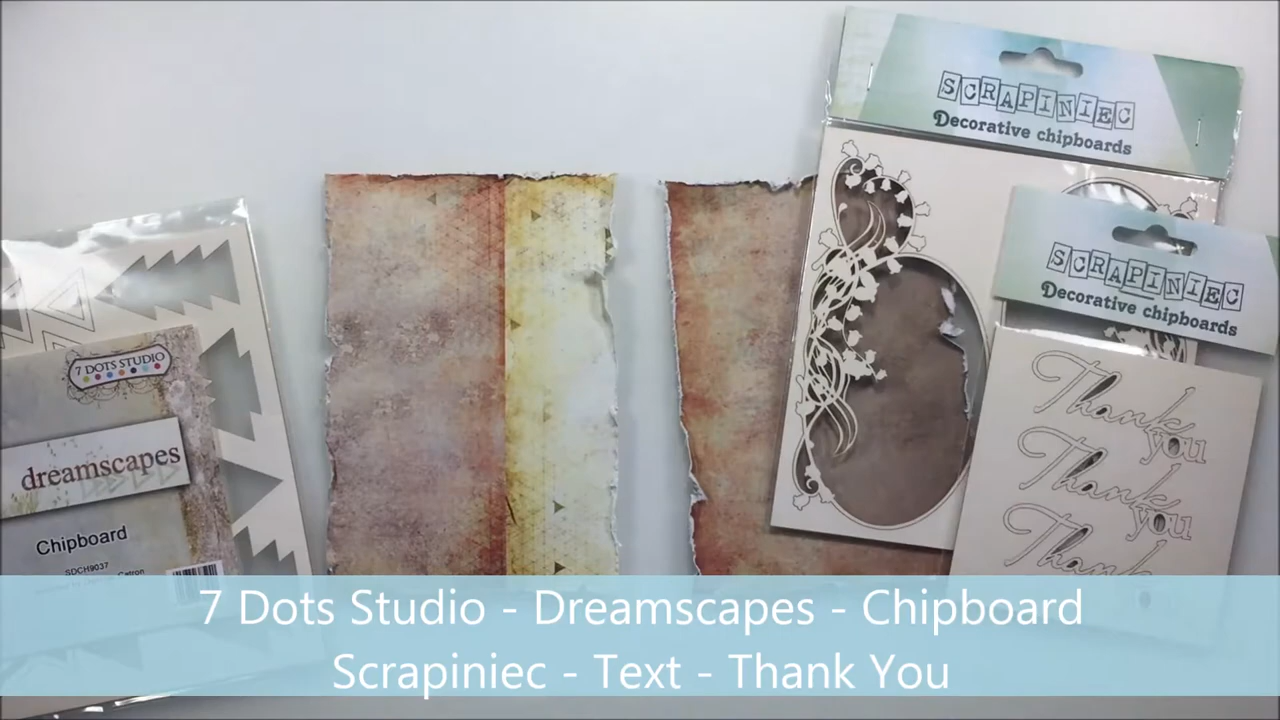 SCRAPINIEC
Decorative chipboards
SCRAPINIEC
Decorative chipboards
Thank
you
Thank
you
Thank
7 DOTS STUDIO
dreamscapes
Chipboard
SDCH9037
7 Dots Studio - Dreamscapes - Chipboard
Scrapiniec - Text - Thank You